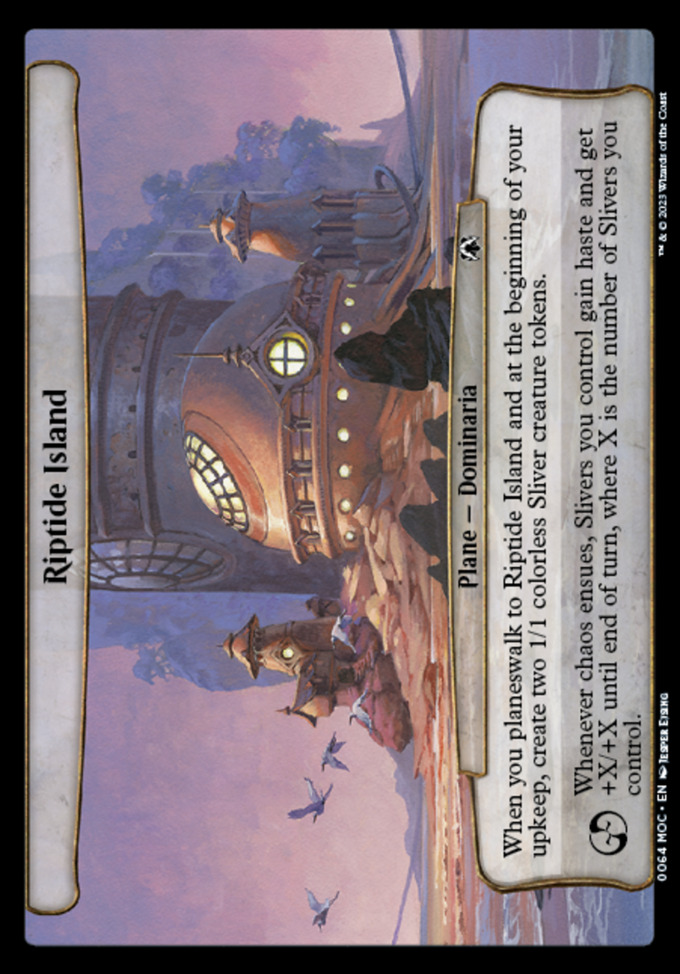 Riptide Island
Plane — Dominaria
When you planeswalk to Riptide Island and at the beginning of your
upkeep, create two 1/1 colorless Sliver creature tokens.
Whenever chaos ensues, Slivers you control gain haste and get
+X/+X until end of turn, where X is the number of Slivers you
control.
0064 MOC • EN Jesper Ejsing
™ & © 2023 Wizards of the Coast